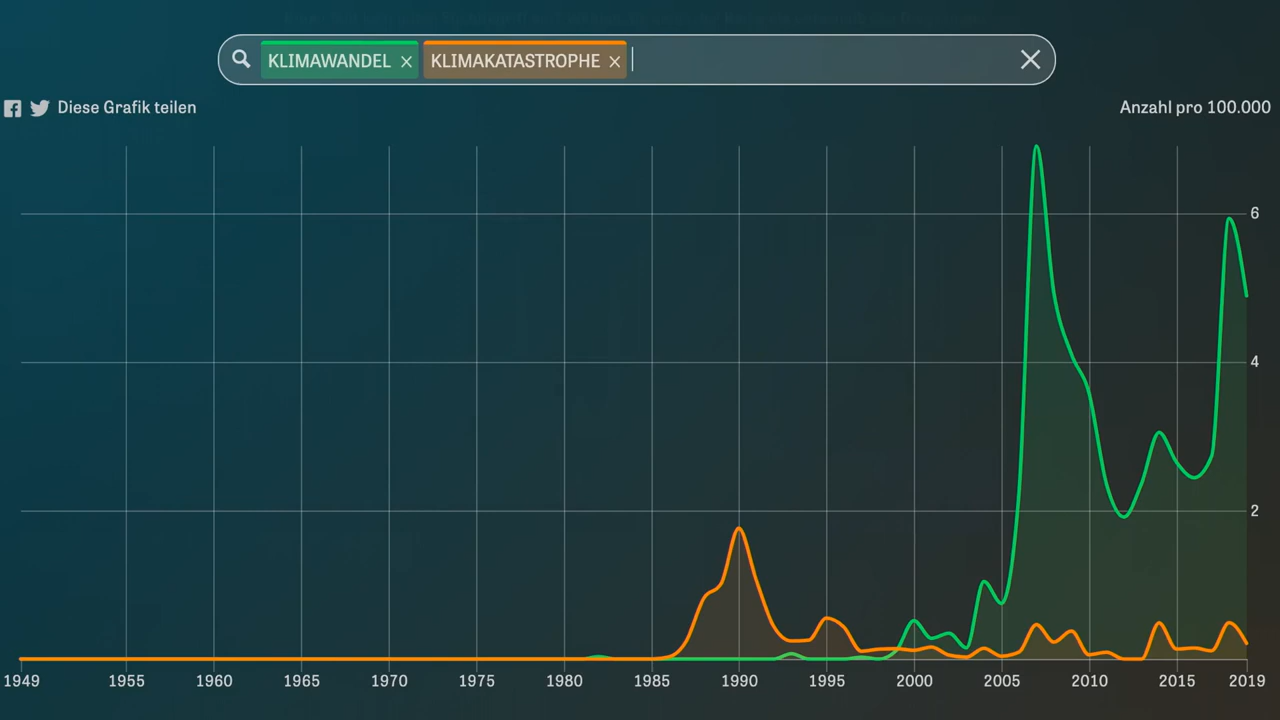 KLIMAWANDEL × KLIMAKATASTROPHE ×
Diese Grafik teilen
Anzahl pro 100.000
6
4
2
1949 1955 1960 1965 1970 1975 1980 1985 1990 1995 2000 2005 2010 2015 2019